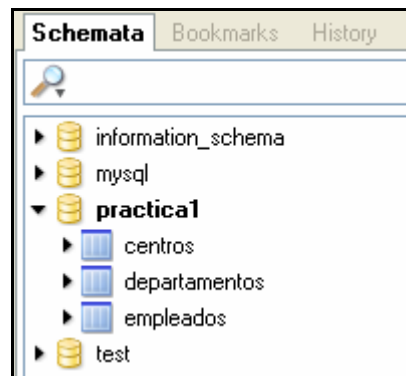 Schemata Bookmarks History
information_schema
mysql
practica1
centros
departamentos
empleados
test